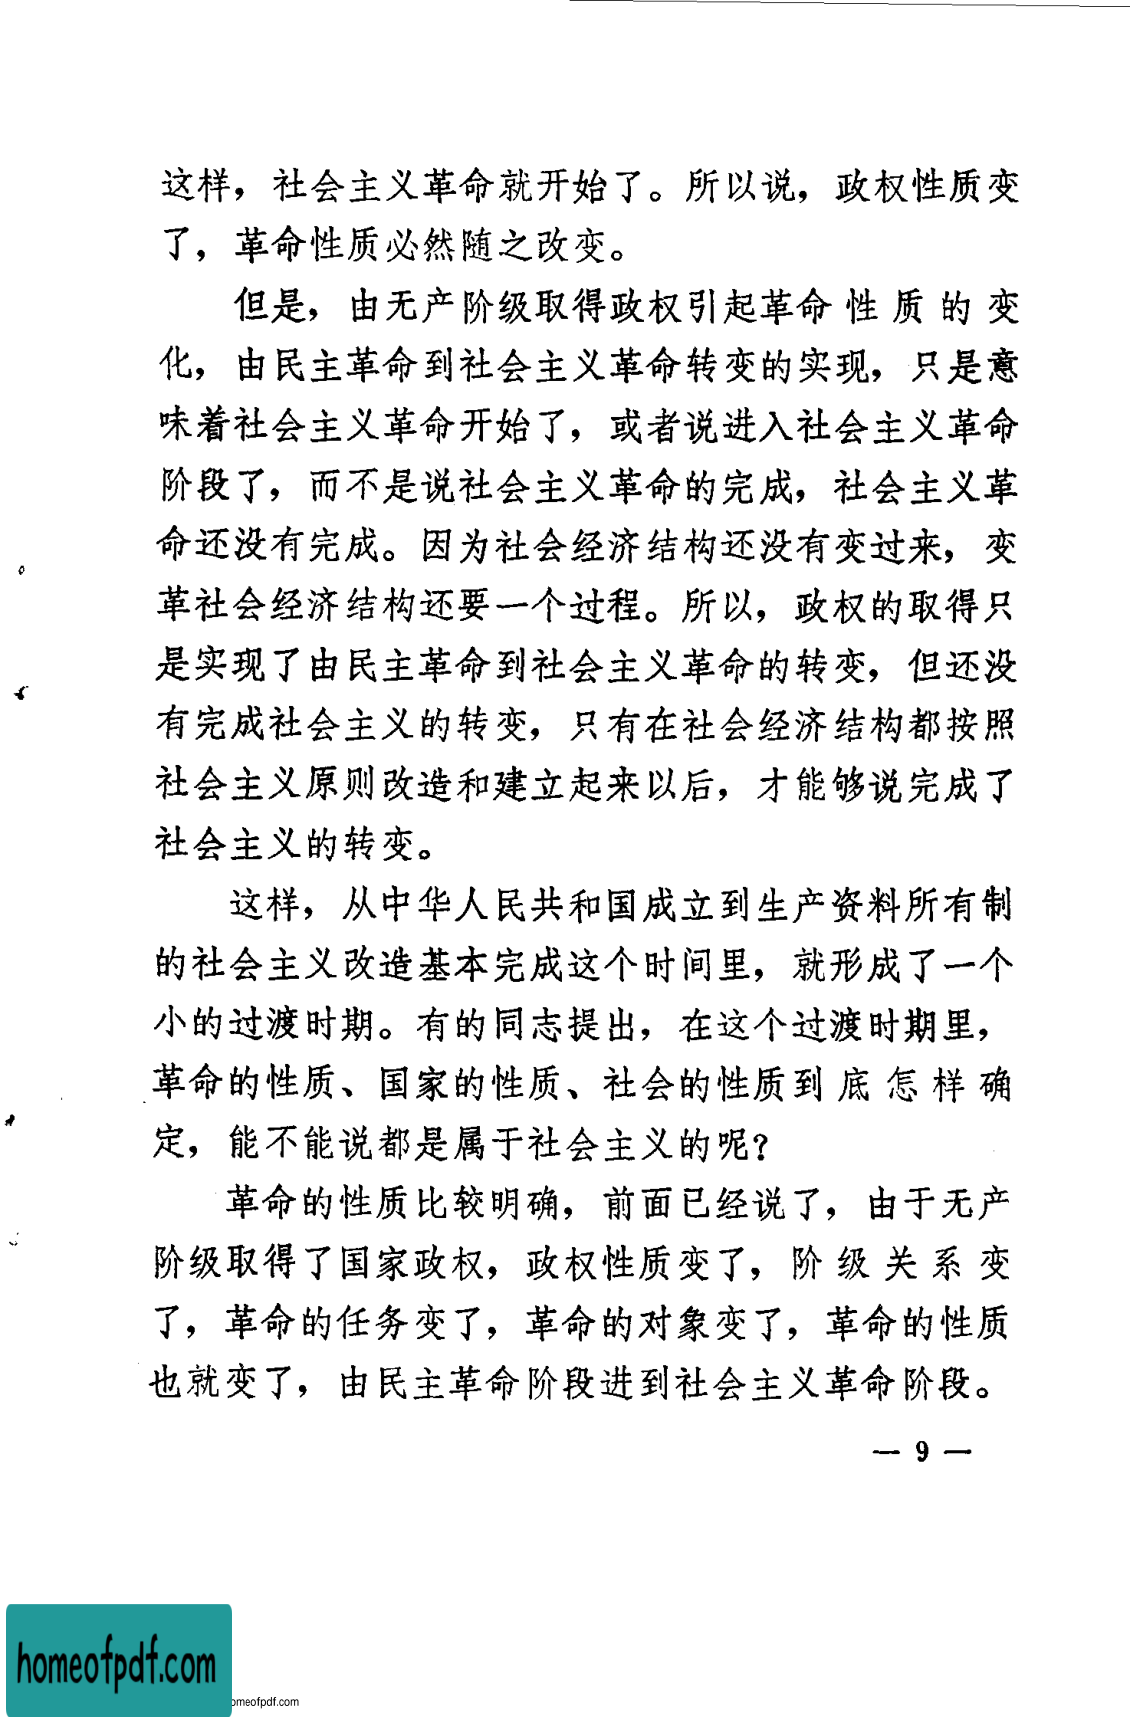 这样，社会主义革命就开始了。所以说，政权性质变
了，革命性质必然随之改变。
但是，由无产阶级取得政权引起革命性质的变
化，由民主革命到社会主义革命转变的实现，只是意
味着社会主义革命开始了，或者说进入社会主义革命
阶段了，而不是说社会主义革命的完成，社会主义革
命还没有完成。因为社会经济结构还没有变过来，变
革社会经济结构还要一个过程。所以，政权的取得只
是实现了由民主革命到社会主义革命的转变，但还没
有完成社会主义的转变，只有在社会经济结构都按照
社会主义原则改造和建立起来以后，才能够说完成了
社会主义的转变。
这样，从中华人民共和国成立到生产资料所有制
的社会主义改造基本完成这个时间里，就形成了一个
小的过渡时期。有的同志提出，在这个过渡时期里，
革命的性质、国家的性质、社会的性质到底怎样确
定，能不能说都是属于社会主义的呢？
革命的性质比较明确，前面已经说了，由于无产
阶级取得了国家政权，政权性质变了，阶级关系变
了，革命的任务变了，革命的对象变了，革命的性质
也就变了，由民主革命阶段进到社会主义革命阶段。
— 9 —
homeofpdf.com
omeofpdf.com